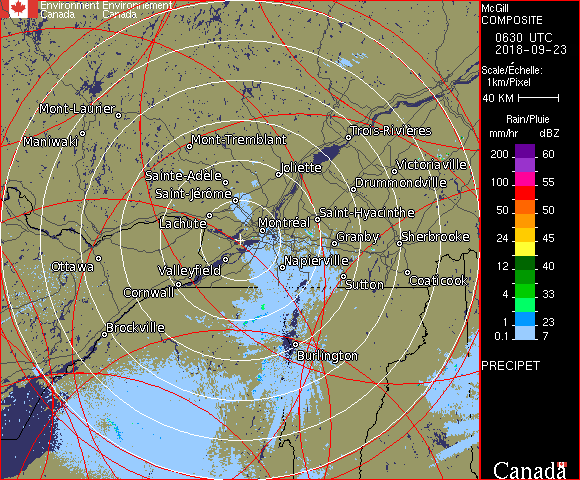 Environment Environnement
Canada Canada
McGill
COMPOSITE
0630 UTC
2018-09-23
Scale/Échelle:
1km/Pixel
40 KM
Rain/Pluie
mm/hr dBZ
200 60
100 55
50 50
24 45
12 40
4 33
1 23
0.1 7
PRECIPET
Canada
Mont-Laurier
Maniwaki
Mont-Tremblant
Trois-Rivières
Sainte-Adèle
Joliette
Victoriaville
Saint-Jérôme
Drummondville
Lachute
Montréal
Saint-Hyacinthe
Granby
Sherbrooke
Ottawa
Valleyfield
Napierville
Cornwall
Sutton
Coaticook
Brockville
Burlington